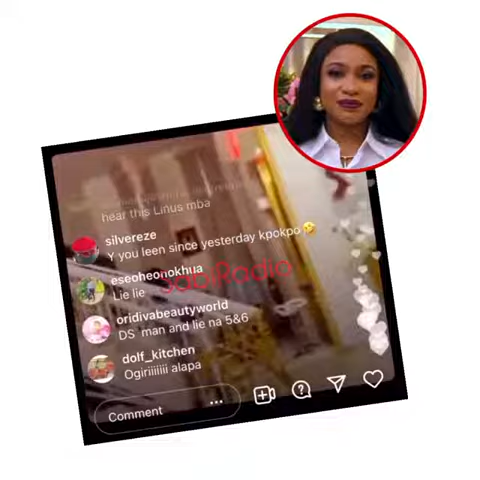 hear this Linus mba
silvereze
Y you leen since yesterday kpokpo🤣
eseoheonokhua
Lie lie
SabiRadio
oridivabeautyworld
DS man and lie na 5&6
dolf_kitchen
Ogiriiiiii alapa
Comment